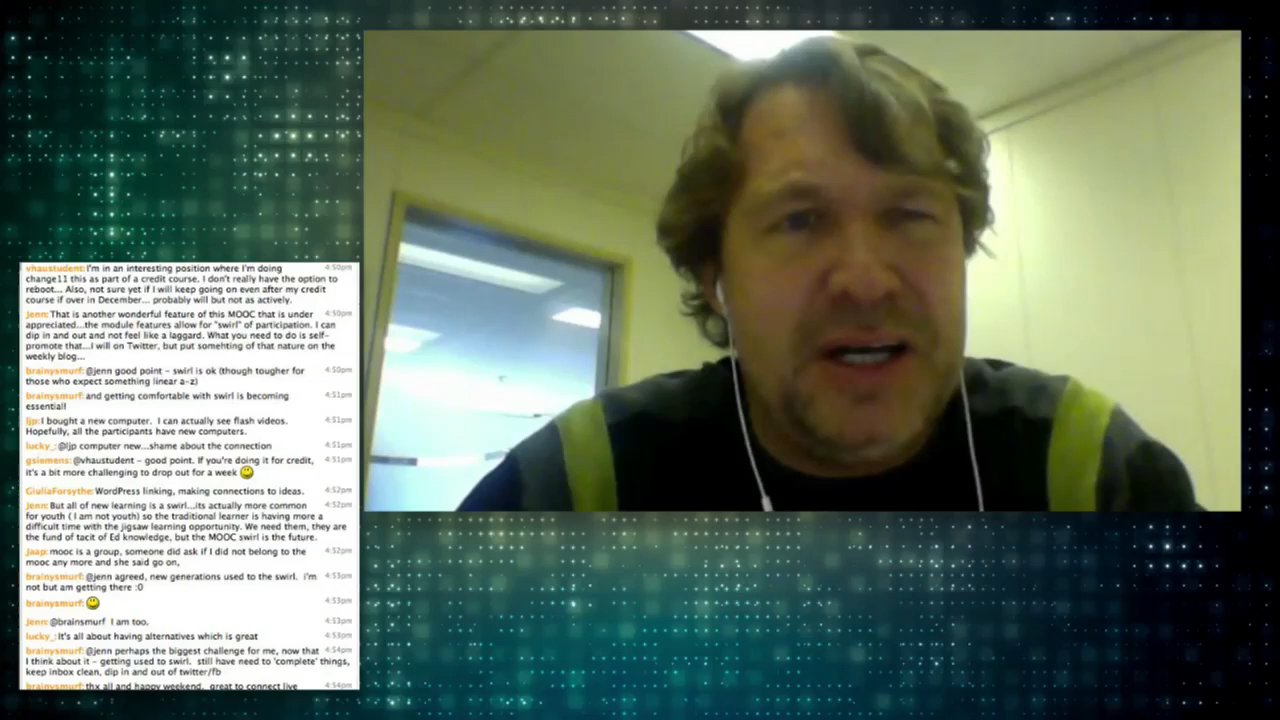 vhaustudent: I'm in an interesting position where I'm doing 4:50pm
change11 this as part of a credit course. I don't really have the option to
reboot... Also, not sure yet if I will keep going on even after my credit
course if over in December... probably will but not as actively.
Jenn: That is another wonderful feature of this MOOC that is under 4:50pm
appreciated...the module features allow for "swirl" of participation. I can
dip in and out and not feel like a laggard. What you need to do is self-
promote that...I will on Twitter, but put somehting of that nature on the
weekly blog...
brainysmurf: @jenn good point - swirl is ok (though tougher for 4:50pm
those who expect something linear a-z)
brainysmurf: and getting comfortable with swirl is becoming 4:51pm
essential!
ljp: I bought a new computer. I can actually see flash videos. 4:51pm
Hopefully, all the participants have new computers.
lucky_: @ljp computer new...shame about the connection 4:51pm
gsiemens: @vhaustudent - good point. If you're doing it for credit, 4:51pm
it's a bit more challenging to drop out for a week
GiuliaForsythe: WordPress linking, making connections to ideas. 4:52pm
Jenn: But all of new learning is a swirl...its actually more common 4:52pm
for youth ( I am not youth) so the traditional learner is having more a
difficult time with the jigsaw learning opportunity. We need them, they are
the fund of tacit of Ed knowledge, but the MOOC swirl is the future.
Jaap: mooc is a group, someone did ask if I did not belong to the 4:52pm
mooc any more and she said go on,
brainysmurf: @jenn agreed, new generations used to the swirl. i'm 4:53pm
not but am getting there :0
brainysmurf: 4:53pm
Jenn: @brainsmurf I am too. 4:53pm
lucky_: It's all about having alternatives which is great 4:53pm
brainysmurf: @jenn perhaps the biggest challenge for me, now that 4:54pm
I think about it - getting used to swirl. still have need to 'complete' things,
keep inbox clean, dip in and out of twitter/fb
brainysmurf: thx all and happy weekend. great to connect live 4:54pm